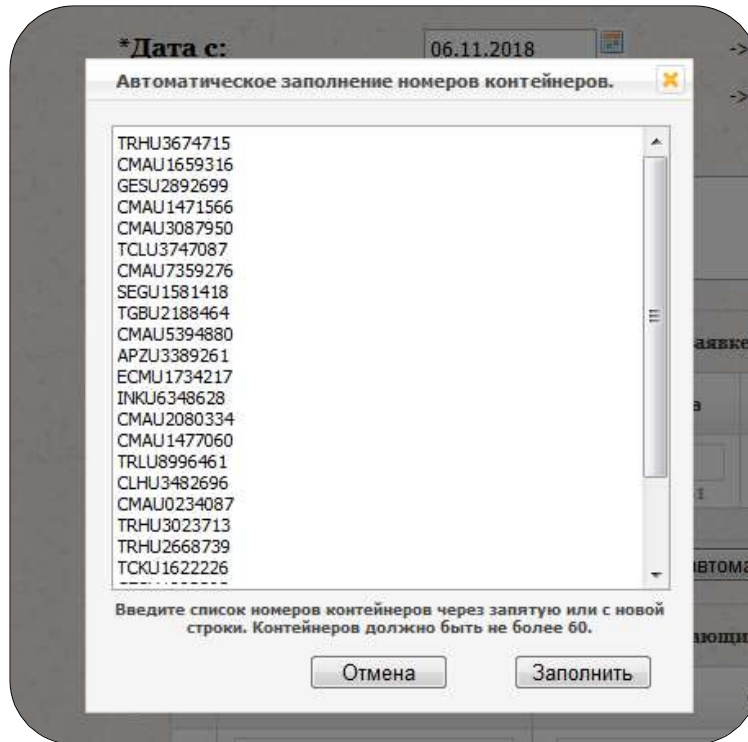 *Дата с:
06.11.2018
->
Автоматическое заполнение номеров контейнеров.
->
TRHU3674715
CMAU1659316
GESU2892699
CMAU1471566
CMAU3087950
TCLU3747087
CMAU7359276
SEGU1581418
TGBU2188464
CMAU5394880
APZU3389261
ECMU1734217
INKU6348628
CMAU2080334
CMAU1477060
TRLU8996461
CLHU3482696
CMAU0234087
TRHU3023713
TRHU2668739
TCKU1622226
Введите список номеров контейнеров через запятую или с новой
строки. Контейнеров должно быть не более 60.
Отмена
Заполнить